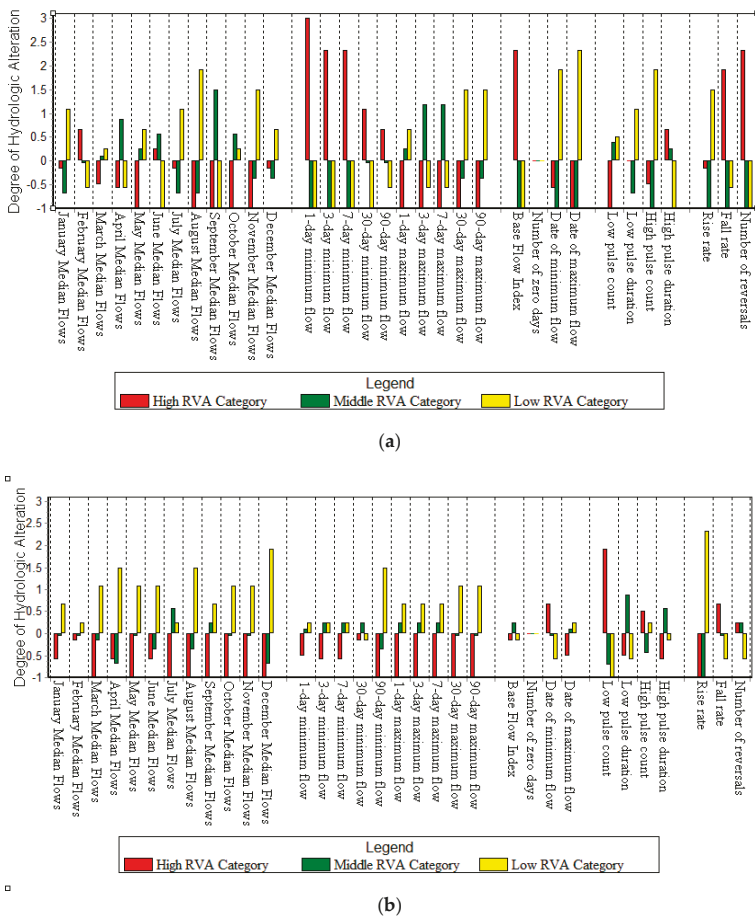 Degree of Hydrologic Alteration
3
2.5
2
1.5
1
0.5
0
-0.5
-1
January Median Flows
February Median Flows
March Median Flows
April Median Flows
May Median Flows
June Median Flows
July Median Flows
August Median Flows
September Median Flows
October Median Flows
November Median Flows
December Median Flows
1-day minimum flow
3-day minimum flow
7-day minimum flow
30-day minimum flow
90-day minimum flow
1-day maximum flow
3-day maximum flow
7-day maximum flow
30-day maximum flow
90-day maximum flow
Base Flow Index
Number of zero days
Date of minimum flow
Date of maximum flow
Low pulse count
Low pulse duration
High pulse count
High pulse duration
Rise rate
Fall rate
Number of reversals
Legend
High RVA Category Middle RVA Category Low RVA Category
(a)
Degree of Hydrologic Alteration
3
2.5
2
1.5
1
0.5
0
-0.5
-1
January Median Flows
February Median Flows
March Median Flows
April Median Flows
May Median Flows
June Median Flows
July Median Flows
August Median Flows
September Median Flows
October Median Flows
November Median Flows
December Median Flows
1-day minimum flow
3-day minimum flow
7-day minimum flow
30-day minimum flow
90-day minimum flow
1-day maximum flow
3-day maximum flow
7-day maximum flow
30-day maximum flow
90-day maximum flow
Base Flow Index
Number of zero days
Date of minimum flow
Date of maximum flow
Low pulse count
Low pulse duration
High pulse count
High pulse duration
Rise rate
Fall rate
Number of reversals
Legend
High RVA Category Middle RVA Category Low RVA Category
(b)